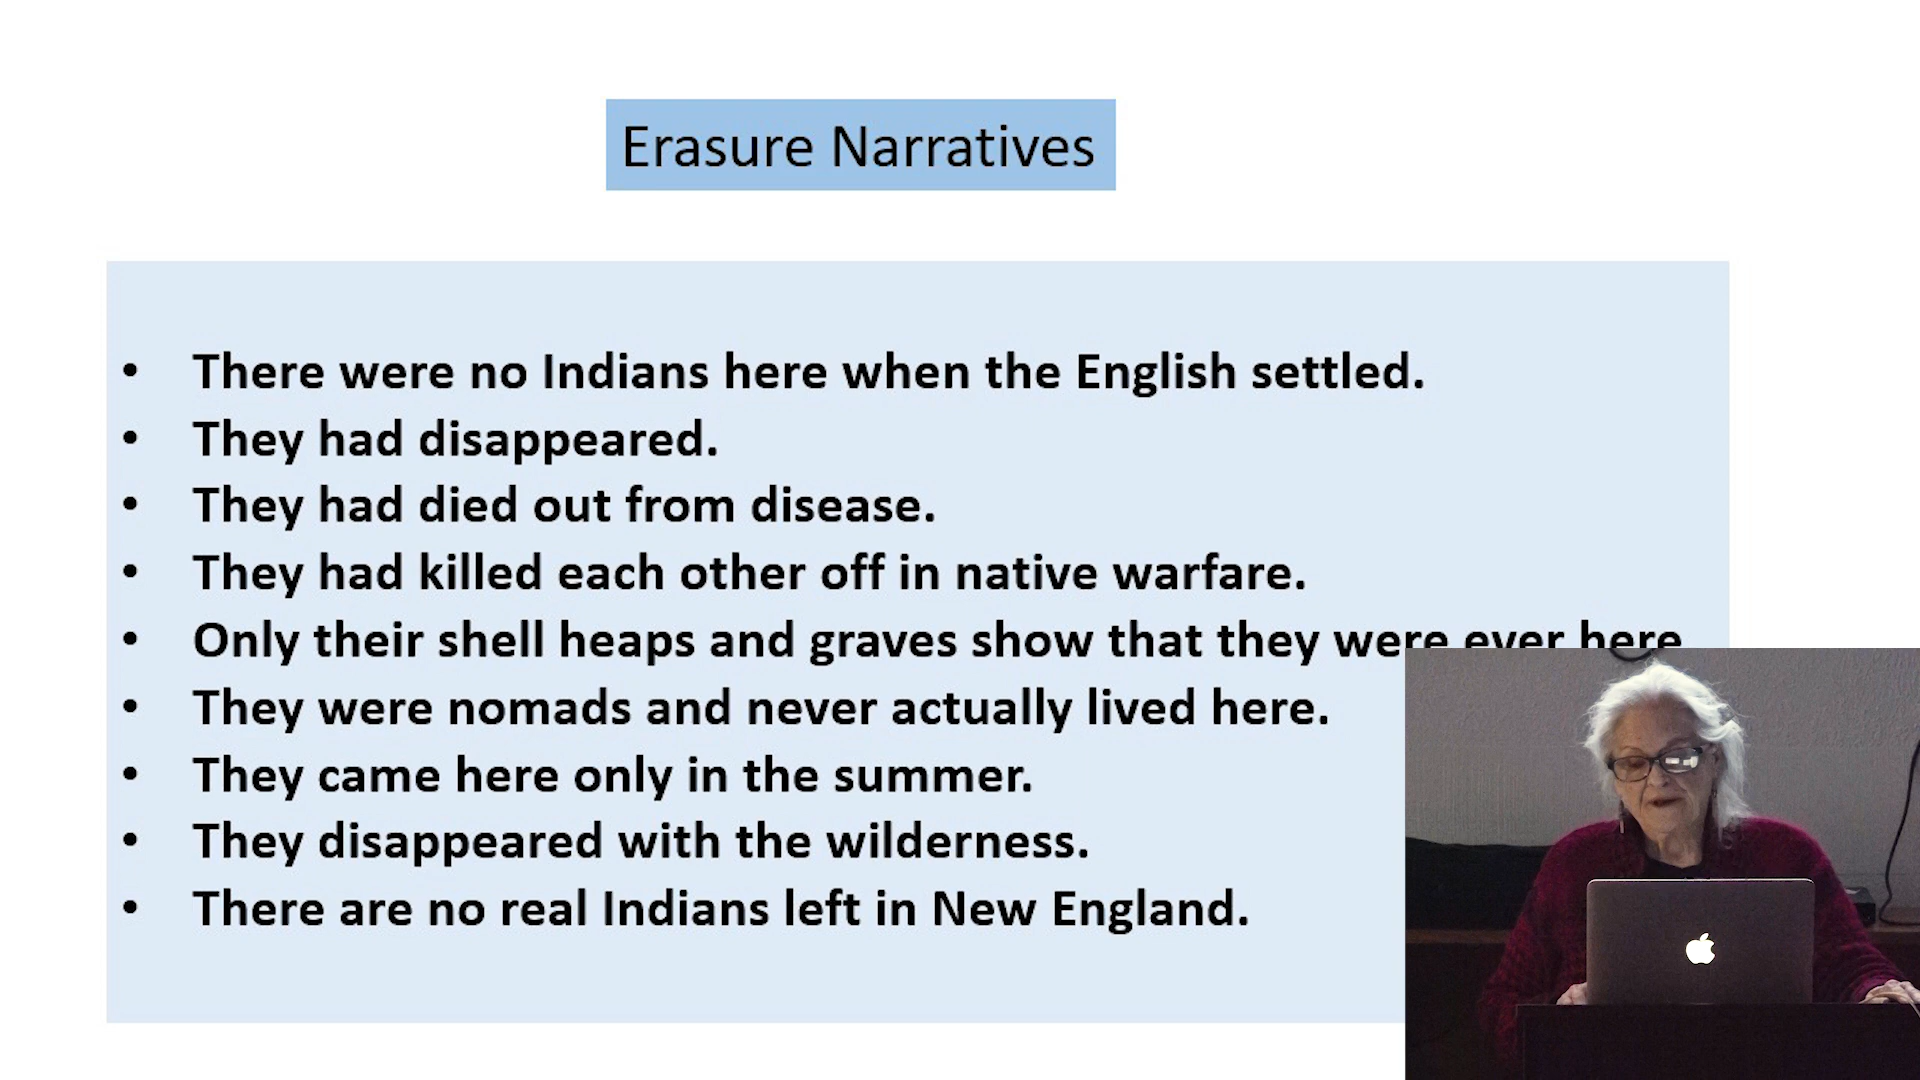 Erasure Narratives
• There were no Indians here when the English settled.
• They had disappeared.
• They had died out from disease.
• They had killed each other off in native warfare.
• Only their shell heaps and graves show that they were ever here
• They were nomads and never actually lived here.
• They came here only in the summer.
• They disappeared with the wilderness.
• There are no real Indians left in New England.